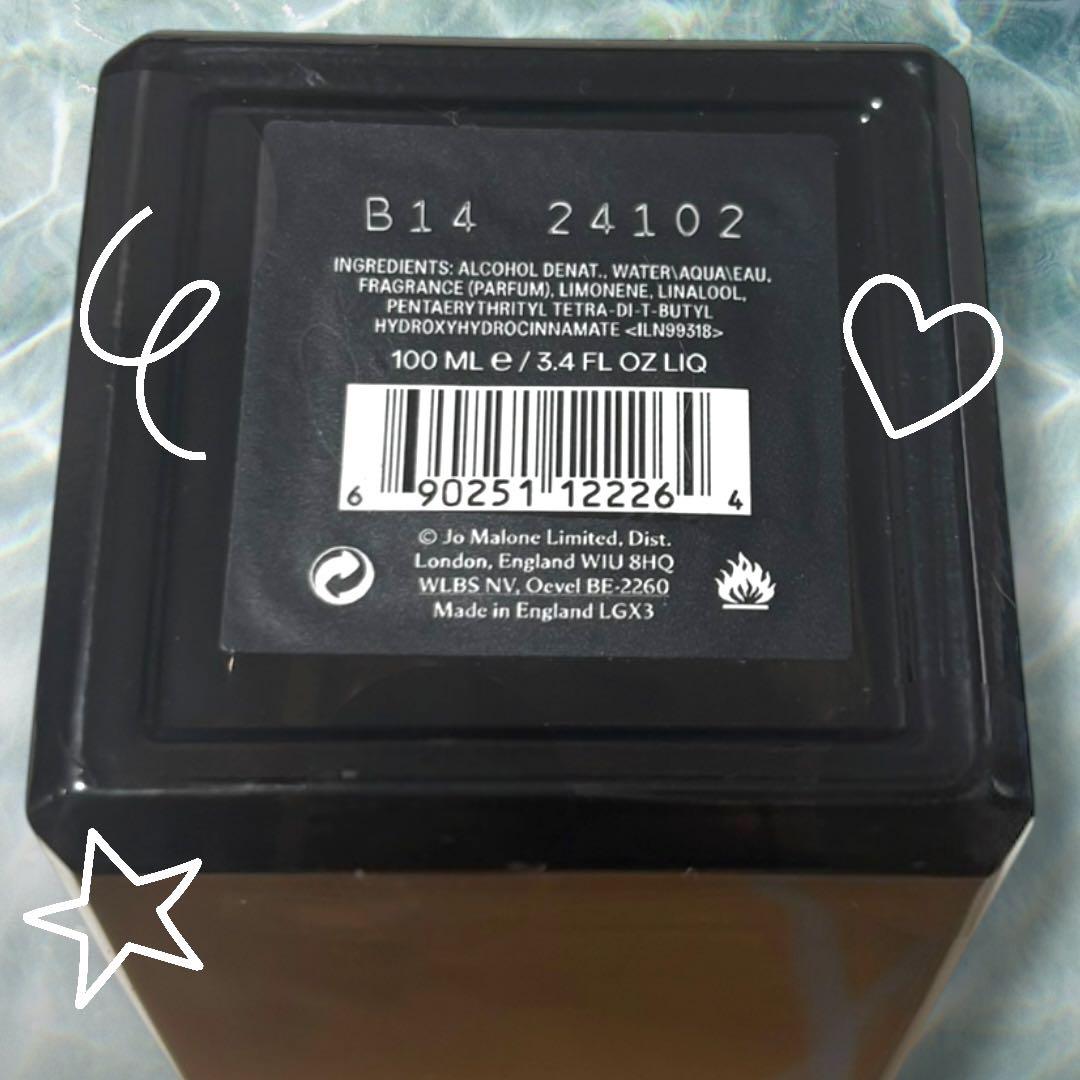 B14 24102
INGREDIENTS: ALCOHOL DENAT., WATER\AQUA\EAU,
FRAGRANCE (PARFUM), LIMONENE, LINALOOL,
PENTAERYTHRITYL TETRA-DI-T-BUTYL
HYDROXYHYDROCINNAMATE <ILN99318>
100 ML ℮ / 3.4 FL OZ LIQ
6 90251 12226 4
© Jo Malone Limited, Dist.
London, England W1U 8HQ
WLBS NV, Oevel BE-2260
Made in England LGX3